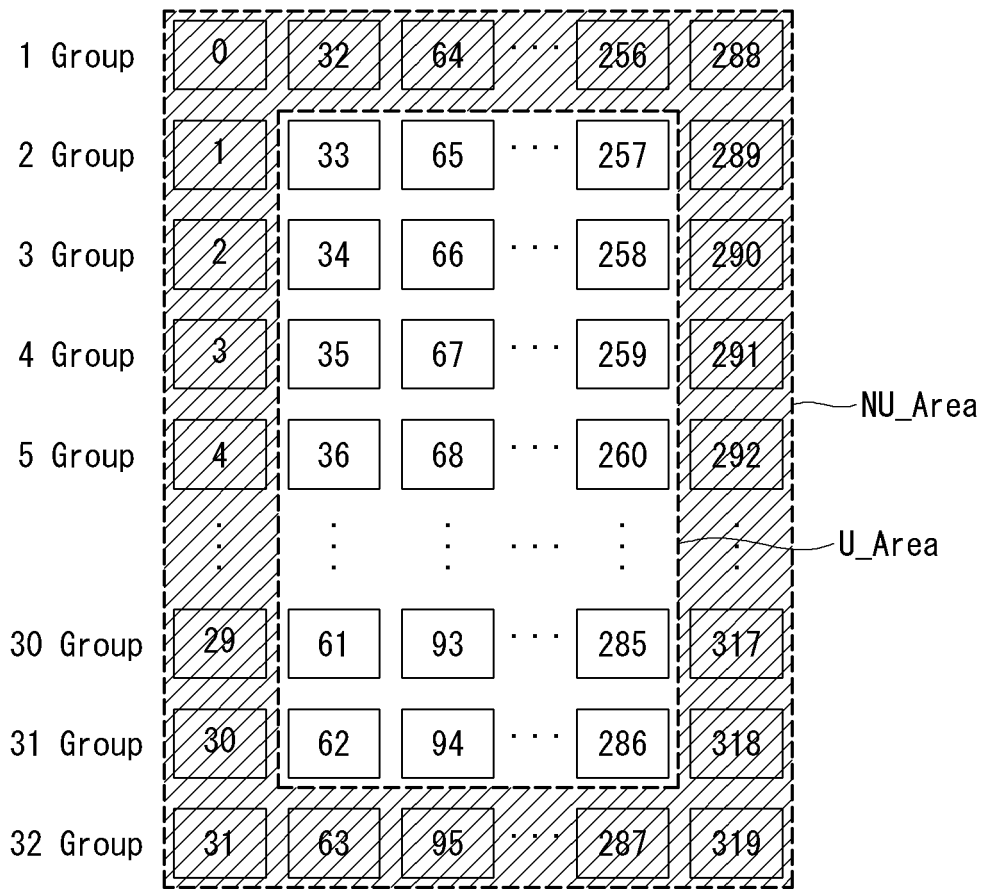 1 Group 0 32 64 ··· 256 288
2 Group 1 33 65 ··· 257 289
3 Group 2 34 66 ··· 258 290
4 Group 3 35 67 ··· 259 291
NU_Area
5 Group 4 36 68 ··· 260 292
U_Area
30 Group 29 61 93 ··· 285 317
31 Group 30 62 94 ··· 286 318
32 Group 31 63 95 ··· 287 319